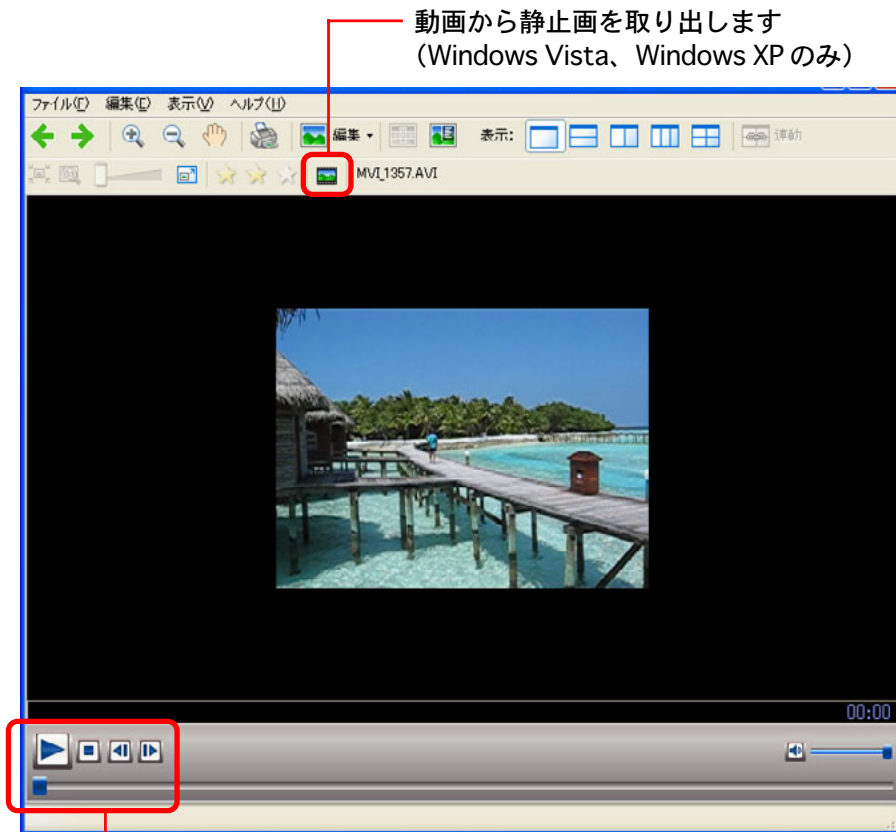 動画から静止画を取り出します
（Windows Vista、Windows XP のみ）
ファイル(F) 編集(E) 表示(V) ヘルプ(H)
編集 表示: 連動
MVI_1357.AVI
00:00